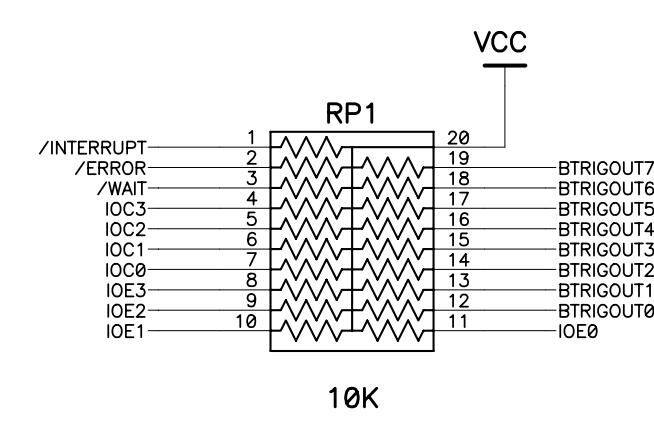 VCC
RP1
/INTERRUPT 1 20
/ERROR 2 19 BTRIGOUT7
/WAIT 3 18 BTRIGOUT6
IOC3 4 17 BTRIGOUT5
IOC2 5 16 BTRIGOUT4
IOC1 6 15 BTRIGOUT3
IOC0 7 14 BTRIGOUT2
IOE3 8 13 BTRIGOUT1
IOE2 9 12 BTRIGOUT0
IOE1 10 11 IOE0
10K